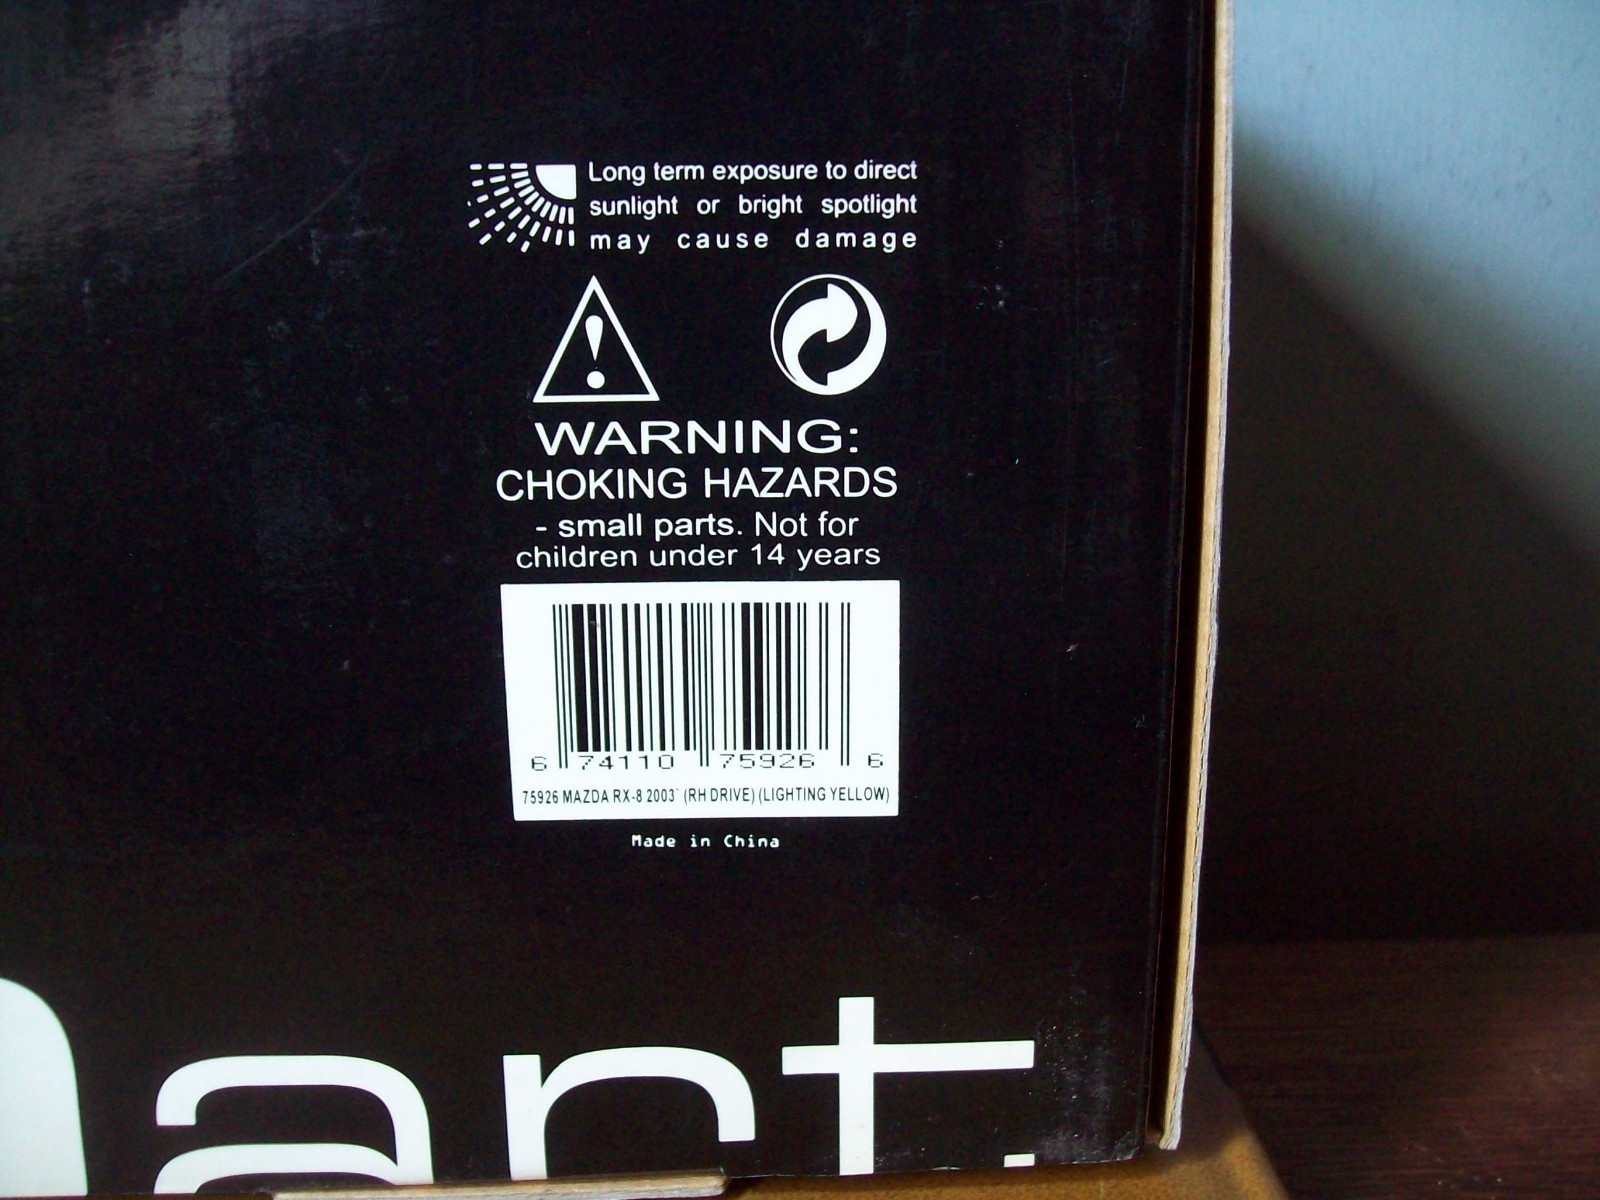 Long term exposure to direct
sunlight or bright spotlight
may cause damage
WARNING:
CHOKING HAZARDS
- small parts. Not for
children under 14 years
6 74110 75926 6
75926 MAZDA RX-8 2003' (RH DRIVE) (LIGHTING YELLOW)
Made in China
art